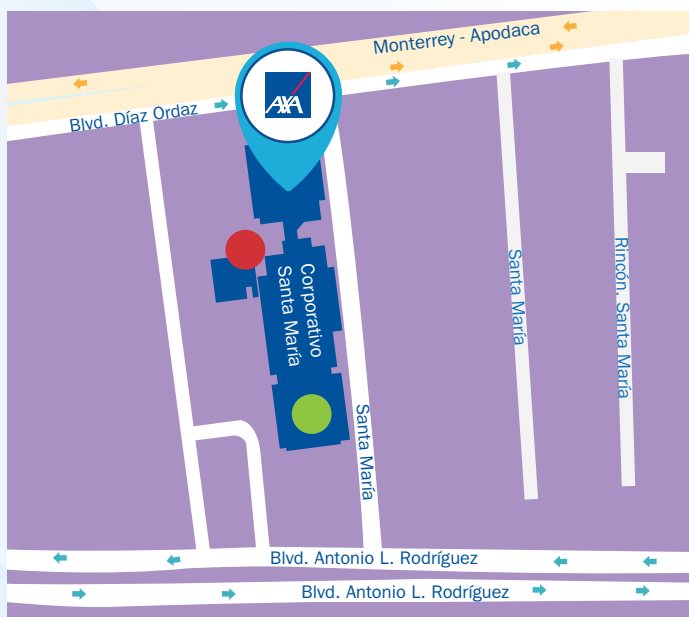 Monterrey - Apodaca
AXA
Blvd. Díaz Ordaz
Corporativo
Santa María
Santa María
Rincón. Santa María
Santa María
Blvd. Antonio L. Rodríguez
Blvd. Antonio L. Rodríguez